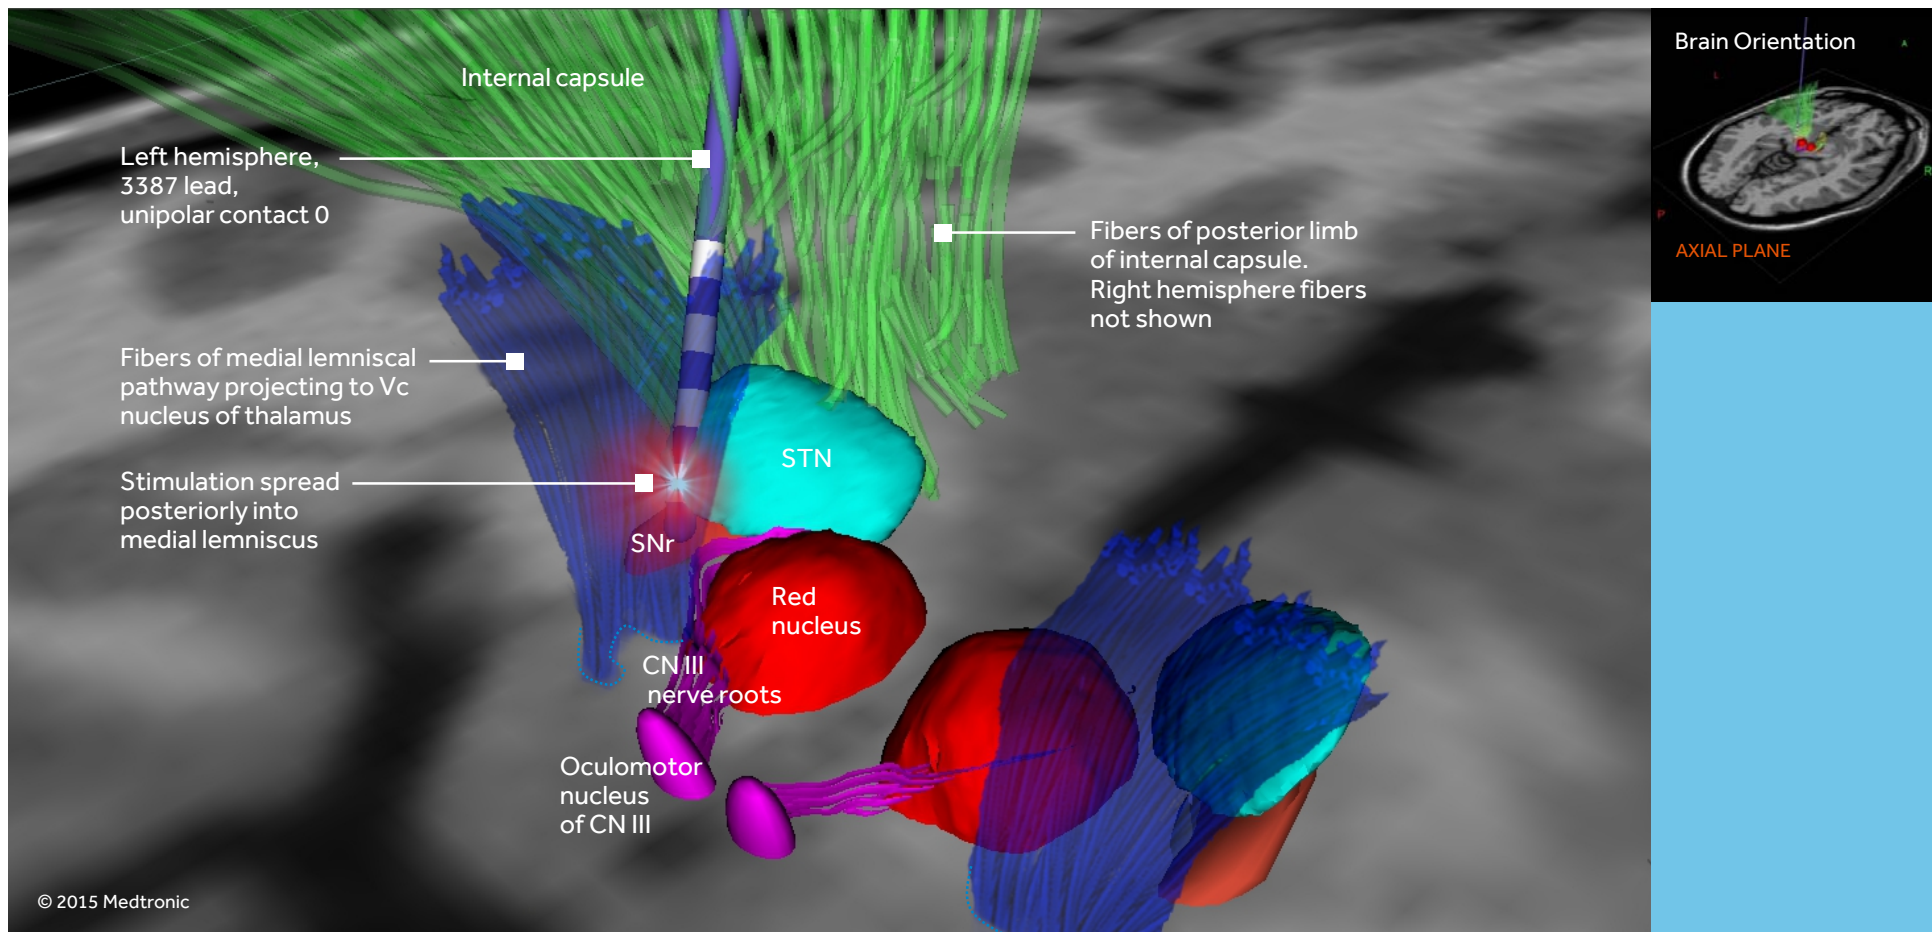 Internal capsule
Left hemisphere,
3387 lead,
unipolar contact 0
Fibers of posterior limb
of internal capsule.
Right hemisphere fibers
not shown
Fibers of medial lemniscal
pathway projecting to Vc
nucleus of thalamus
STN
Stimulation spread
posteriorly into
medial lemniscus
SNr
Red
nucleus
CN III
nerve roots
Oculomotor
nucleus
of CN III
© 2015 Medtronic
Brain Orientation
A
L
R
P
AXIAL PLANE